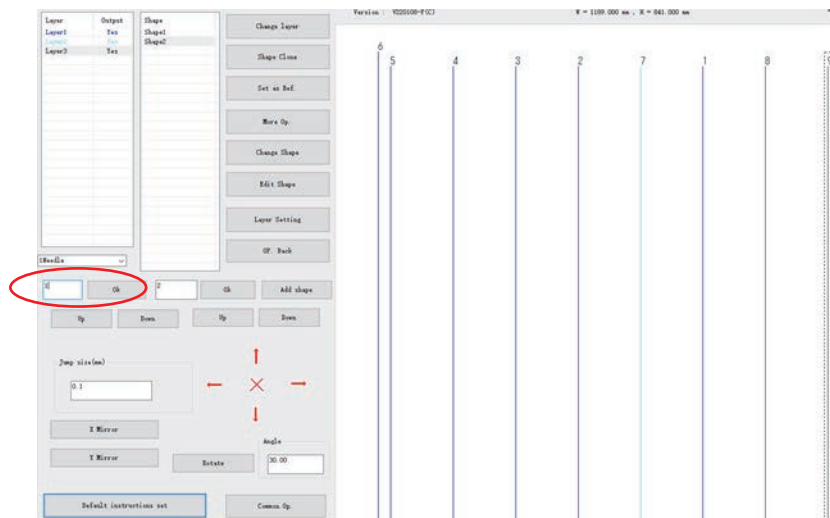 Version : V220108-F(C)
W = 1189.000 mm , H = 841.000 mm
Layer Output
Layer1 Yes
Layer2 Yes
Layer3 Yes
Shape
Shape1
Shape2
Change layer
Shape Clone
Set as Ref.
More Op.
Change Shape
Edit Shape
Layer Setting
OP. Back
Ok
2
Ok
Add shape
Up
Down
Up
Down
Jump size(mm)
0.1
X Mirror
Y Mirror
Rotate
Angle
30.00
Default instructions set
Common Op.
6
5
4
3
2
7
1
8
9